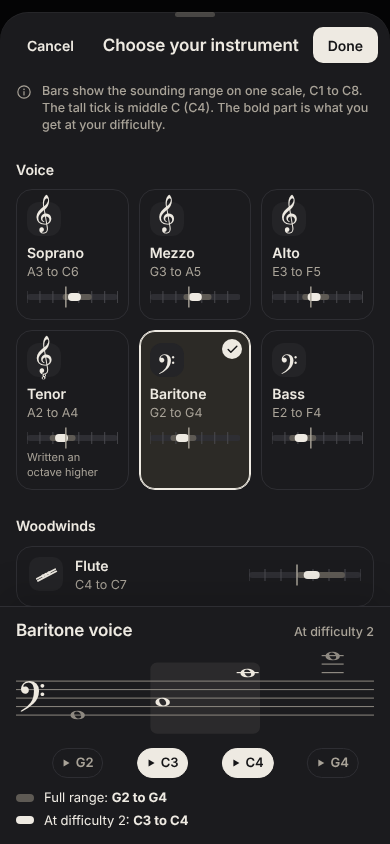 Cancel
Choose your instrument
Done
Bars show the sounding range on one scale, C1 to C8.
The tall tick is middle C (C4). The bold part is what you
get at your difficulty.
Voice
Soprano
A3 to C6
Mezzo
G3 to A5
Alto
E3 to F5
Tenor
A2 to A4
Written an
octave higher
Baritone
G2 to G4
Bass
E2 to F4
Woodwinds
Flute
C4 to C7
Baritone voice
At difficulty 2
G2
C3
C4
G4
Full range: G2 to G4
At difficulty 2: C3 to C4